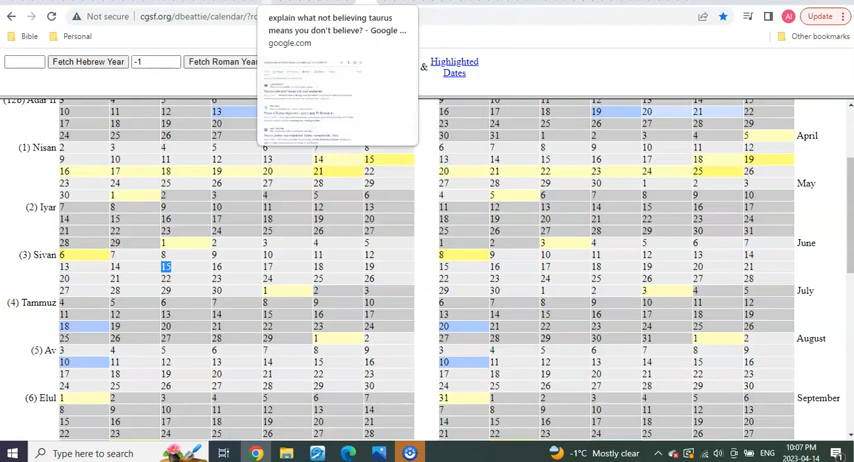 explain what not believing taurus
means you don't believe? - Google ...
google.com
Not secure | cgsf.org/dbeattie/calendar/?ro
AI Update
Bible Personal Other bookmarks
Fetch Hebrew Year -1 Fetch Roman Year & Highlighted
Dates
(12b) Adar II 3 4 5 6 9 10 11 12 13 14 15
10 11 12 13 16 17 18 19 20 21 22
17 18 19 20 23 24 25 26 27 28 29
24 25 26 27 30 31 1 2 3 4 5 April
(1) Nisan 2 3 4 5 6 7 8 6 7 8 9 10 11 12
9 10 11 12 13 14 15 13 14 15 16 17 18 19
16 17 18 19 20 21 22 20 21 22 23 24 25 26
23 24 25 26 27 28 29 27 28 29 30 1 2 3 May
30 1 2 3 4 5 6 4 5 6 7 8 9 10
(2) Iyar 7 8 9 10 11 12 13 11 12 13 14 15 16 17
14 15 16 17 18 19 20 18 19 20 21 22 23 24
21 22 23 24 25 26 27 25 26 27 28 29 30 31
28 29 1 2 3 4 5 1 2 3 4 5 6 7 June
(3) Sivan 6 7 8 9 10 11 12 8 9 10 11 12 13 14
13 14 15 16 17 18 19 15 16 17 18 19 20 21
20 21 22 23 24 25 26 22 23 24 25 26 27 28
27 28 29 30 1 2 3 29 30 1 2 3 4 5 July
(4) Tammuz 4 5 6 7 8 9 10 6 7 8 9 10 11 12
11 12 13 14 15 16 17 13 14 15 16 17 18 19
18 19 20 21 22 23 24 20 21 22 23 24 25 26
25 26 27 28 29 1 2 27 28 29 30 31 1 2 August
(5) Av 3 4 5 6 7 8 9 3 4 5 6 7 8 9
10 11 12 13 14 15 16 10 11 12 13 14 15 16
17 18 19 20 21 22 23 17 18 19 20 21 22 23
24 25 26 27 28 29 30 24 25 26 27 28 29 30
(6) Elul 1 2 3 4 5 6 7 31 1 2 3 4 5 6 September
8 9 10 11 12 13 14 7 8 9 10 11 12 13
15 16 17 18 19 20 21 14 15 16 17 18 19 20
22 23 24 25 26 27 28 21 22 23 24 25 26 27
Type here to search -1°C Mostly clear ENG 10:07 PM
2023-04-14